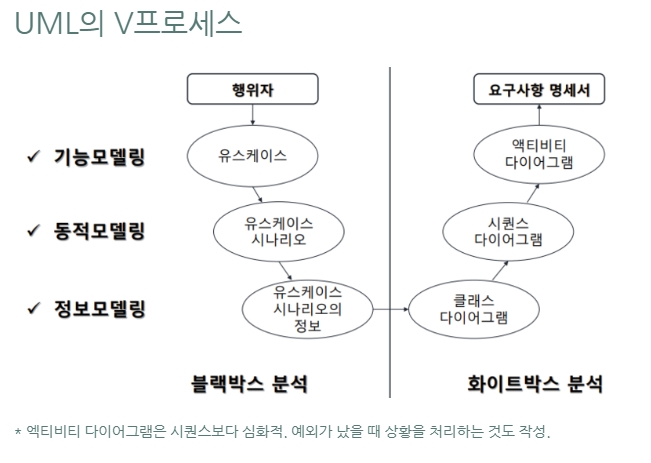 UML의 V프로세스
행위자
요구사항 명세서
✓ 기능모델링
유스케이스
액티비티
다이어그램
✓ 동적모델링
유스케이스
시나리오
시퀀스
다이어그램
✓ 정보모델링
유스케이스
시나리오의
정보
클래스
다이어그램
블랙박스 분석
화이트박스 분석
* 엑티비티 다이어그램은 시퀀스보다 심화적. 예외가 났을 때 상황을 처리하는 것도 작성.